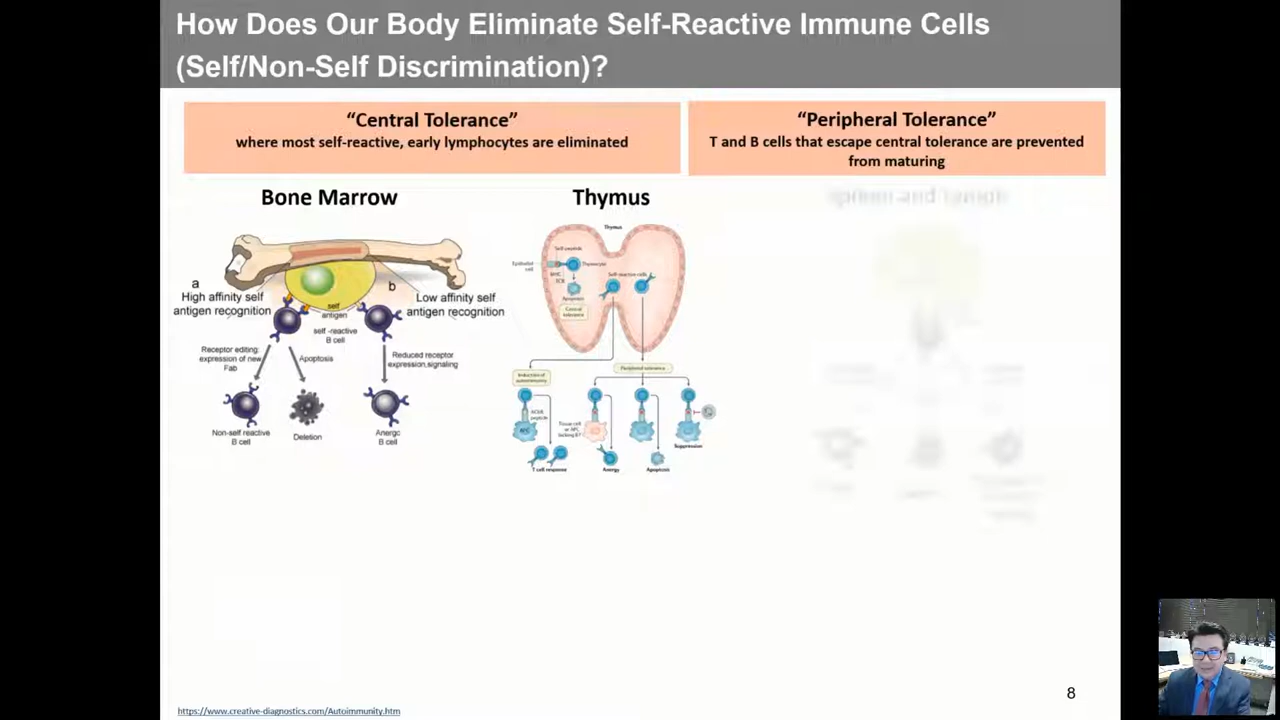 How Does Our Body Eliminate Self-Reactive Immune Cells
(Self/Non-Self Discrimination)?
“Central Tolerance”
where most self-reactive, early lymphocytes are eliminated
“Peripheral Tolerance”
T and B cells that escape central tolerance are prevented
from maturing
Bone Marrow
a
High affinity self
antigen recognition
b
Low affinity self
antigen recognition
self
antigen
self -reactive
B cell
Receptor editing:
expression of new
Fab
Apoptosis
Reduced receptor
expression,signaling
Non-self reactive
B cell
Deletion
Anergc
B cell
Thymus
Thymus
Self peptide
Epithelial
cell
Thymocyte
MHC
TCR
Apoptosis
Central
tolerance
Self-reactive cells
Induction of
autoimmunity
Peripheral tolerance
peptide
APC
Tissue cell
or APC
lacking B7
Suppression
T cell response
Anergy
Apoptosis
Spleen and Lymph
8
https://www.creative-diagnostics.com/Autoimmunity.htm